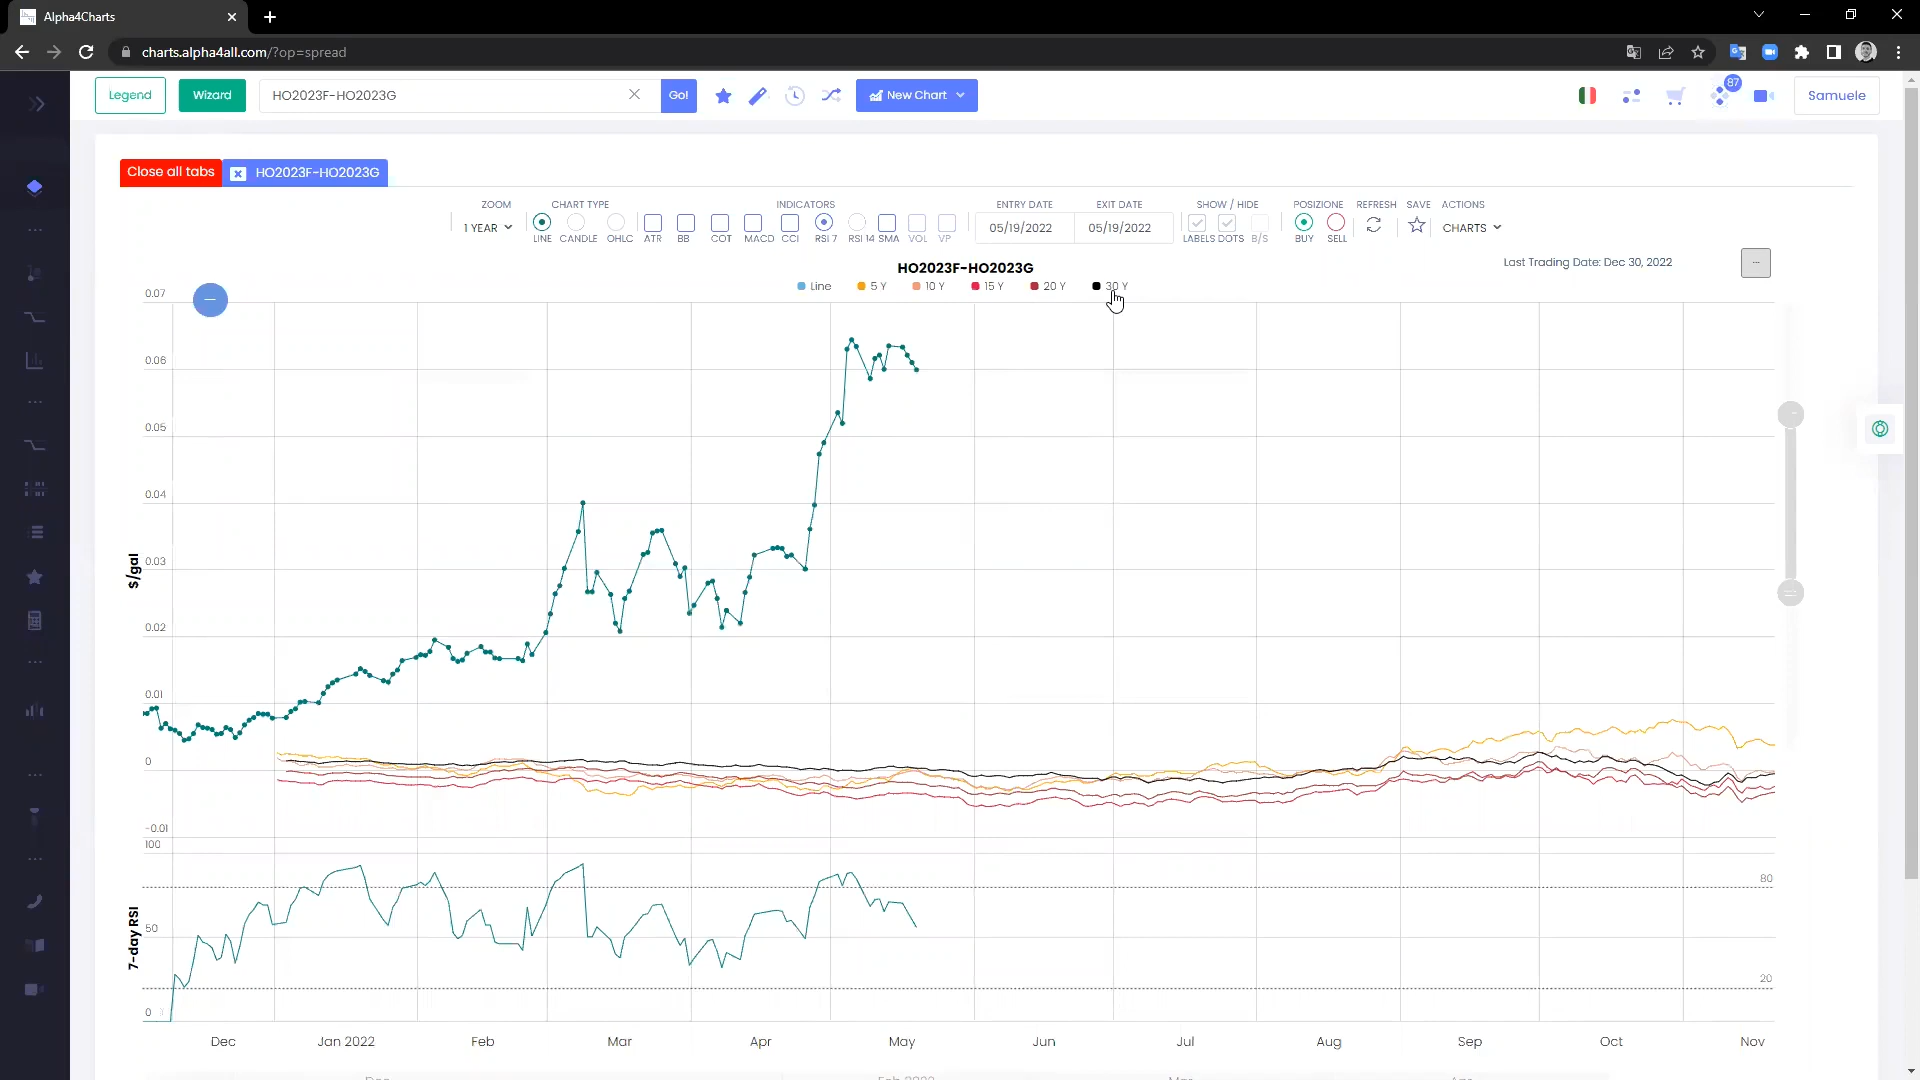 Alpha4Charts
charts.alpha4all.com/?op=spread
Legend
Wizard
HO2023F-HO2023G
Go!
New Chart
87
Samuele
Close all tabs
HO2023F-HO2023G
ZOOM
CHART TYPE
INDICATORS
ENTRY DATE
EXIT DATE
SHOW / HIDE
POSIZIONE
REFRESH
SAVE
ACTIONS
1 YEAR
05/19/2022
05/19/2022
CHARTS
LINE
CANDLE
OHLC
ATR
BB
COT
MACD
CCI
RSI 7
RSI 14
SMA
VOL
VP
LABELS
DOTS
B/S
BUY
SELL
HO2023F-HO2023G
Last Trading Date: Dec 30, 2022
Line
5 Y
10 Y
15 Y
20 Y
30 Y
0.07
0.06
0.05
0.04
0.03
0.02
0.01
0
-0.01
$/gal
100
80
50
20
0
7-day RSI
Dec
Jan 2022
Feb
Mar
Apr
May
Jun
Jul
Aug
Sep
Oct
Nov